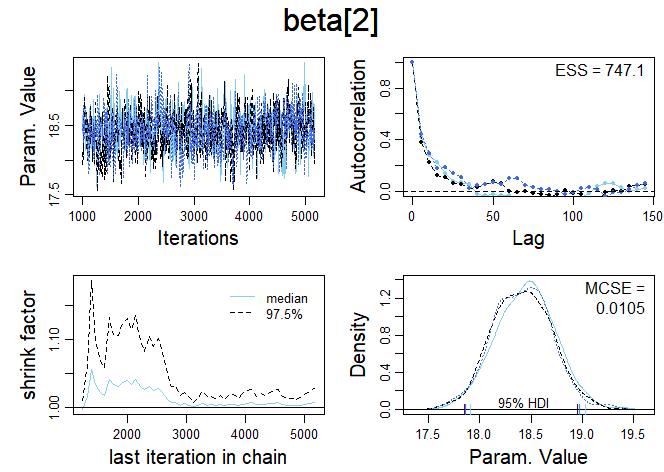 beta[2]
Param. Value
17.5
18.5
1000
2000
3000
4000
5000
Iterations
Autocorrelation
0.0
0.4
0.8
ESS = 747.1
0
50
100
150
Lag
shrink factor
1.00
1.10
median
97.5%
2000
3000
4000
5000
last iteration in chain
Density
0.0
0.4
0.8
1.2
MCSE =
0.0105
95% HDI
17.5
18.0
18.5
19.0
19.5
Param. Value